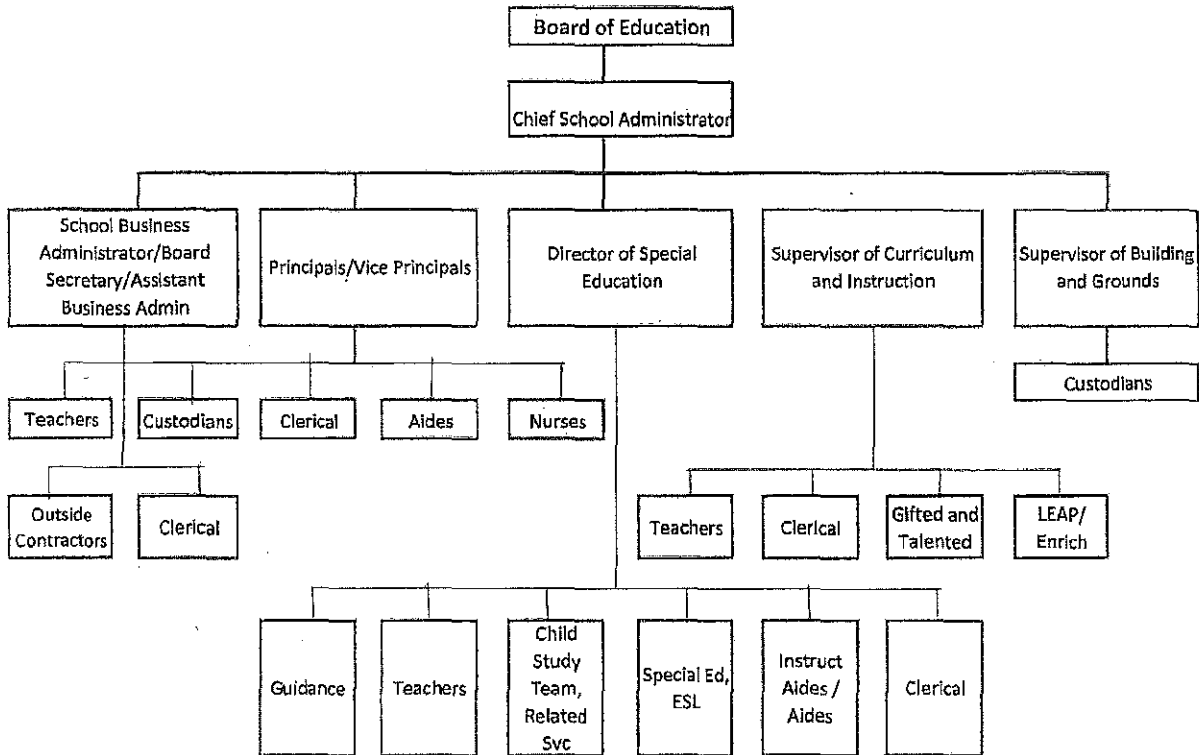 Board of Education
Chief School Administrator
School Business
Administrator/Board
Secretary/Assistant
Business Admin
Principals/Vice Principals
Director of Special
Education
Supervisor of Curriculum
and Instruction
Supervisor of Building
and Grounds
Custodians
Teachers
Custodians
Clerical
Aides
Nurses
Outside
Contractors
Clerical
Teachers
Clerical
Gifted and
Talented
LEAP/
Enrich
Guidance
Teachers
Child
Study
Team,
Related
Svc
Special Ed,
ESL
Instruct
Aides /
Aides
Clerical